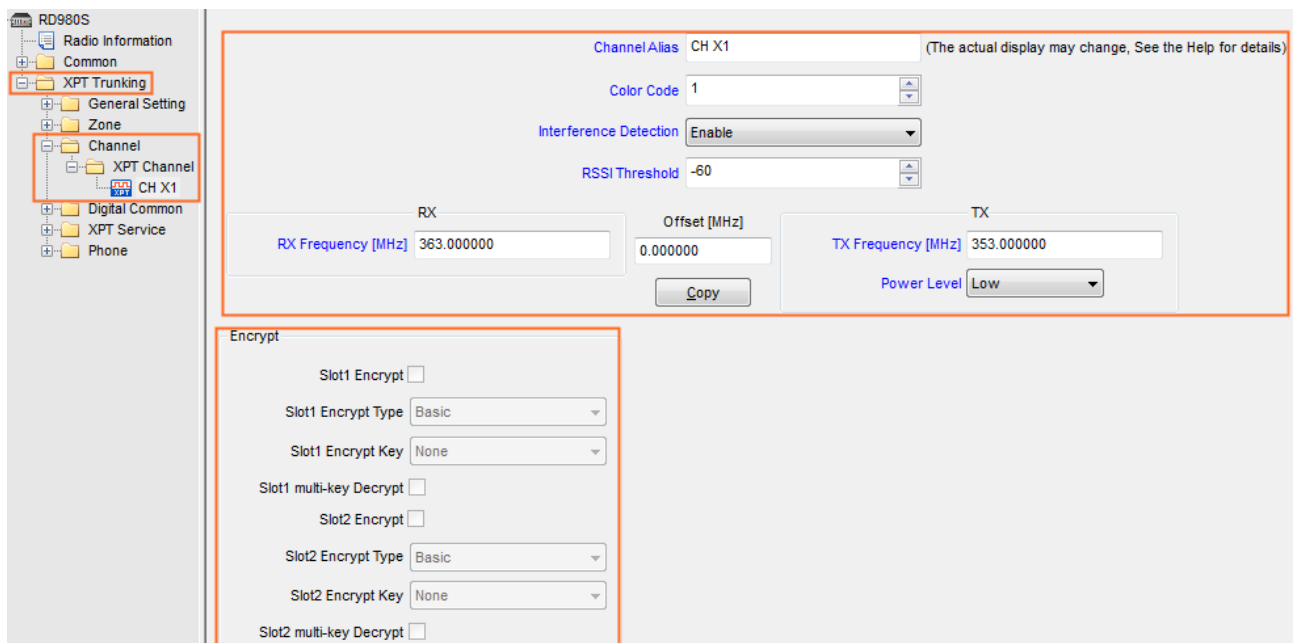 RD980S
Radio Information
Common
XPT Trunking
General Setting
Zone
Channel
XPT Channel
XPT CH X1
Digital Common
XPT Service
Phone
Channel Alias CH X1 (The actual display may change, See the Help for details)
Color Code 1
Interference Detection Enable
RSSI Threshold -60
RX Offset [MHz] TX
RX Frequency [MHz] 363.000000 0.000000 TX Frequency [MHz] 353.000000
Copy Power Level Low
Encrypt
Slot1 Encrypt
Slot1 Encrypt Type Basic
Slot1 Encrypt Key None
Slot1 multi-key Decrypt
Slot2 Encrypt
Slot2 Encrypt Type Basic
Slot2 Encrypt Key None
Slot2 multi-key Decrypt